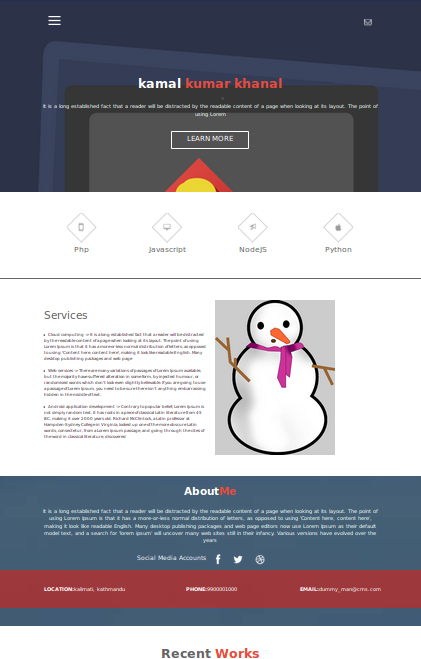 kamal kumar khanal
It is a long established fact that a reader will be distracted by the readable content of a page when looking at its layout. The point of
using Lorem
LEARN MORE
Php Javascript NodeJS Python
Services
Cloud computing -> It is a long established fact that a reader will be distracted
by the readable content of a page when looking at its layout. The point of using
Lorem Ipsum is that it has a more-or-less normal distribution of letters, as opposed
to using 'Content here, content here', making it look like readable English. Many
desktop publishing packages and web page
Web services -> There are many variations of passages of Lorem Ipsum available,
but the majority have suffered alteration in some form, by injected humour, or
randomised words which don't look even slightly believable. If you are going to use
a passage of Lorem Ipsum, you need to be sure there isn't anything embarrassing
hidden in the middle of text.
Android application development -> Contrary to popular belief, Lorem Ipsum is
not simply random text. It has roots in a piece of classical Latin literature from 45
BC, making it over 2000 years old. Richard McClintock, a Latin professor at
Hampden-Sydney College in Virginia, looked up one of the more obscure Latin
words, consectetur, from a Lorem Ipsum passage, and going through the cites of
the word in classical literature, discovered
AboutMe
It is a long established fact that a reader will be distracted by the readable content of a page when looking at its layout. The point of
using Lorem Ipsum is that it has a more-or-less normal distribution of letters, as opposed to using 'Content here, content here',
making it look like readable English. Many desktop publishing packages and web page editors now use Lorem Ipsum as their default
model text, and a search for 'lorem ipsum' will uncover many web sites still in their infancy. Various versions have evolved over the
years
Social Media Accounts
LOCATION:kalimati, kathmandu PHONE:9900001000 EMAIL:dummy_man@cms.com
Recent Works